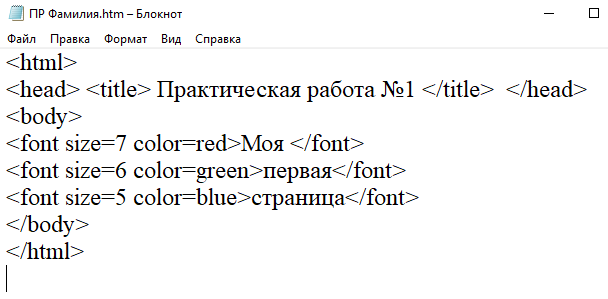 ПР Фамилия.htm – Блокнот
Файл Правка Формат Вид Справка
<html>
<head> <title> Практическая работа №1 </title>  </head>
<body>
<font size=7 color=red>Моя </font>
<font size=6 color=green>первая</font>
<font size=5 color=blue>страница</font>
</body>
</html>